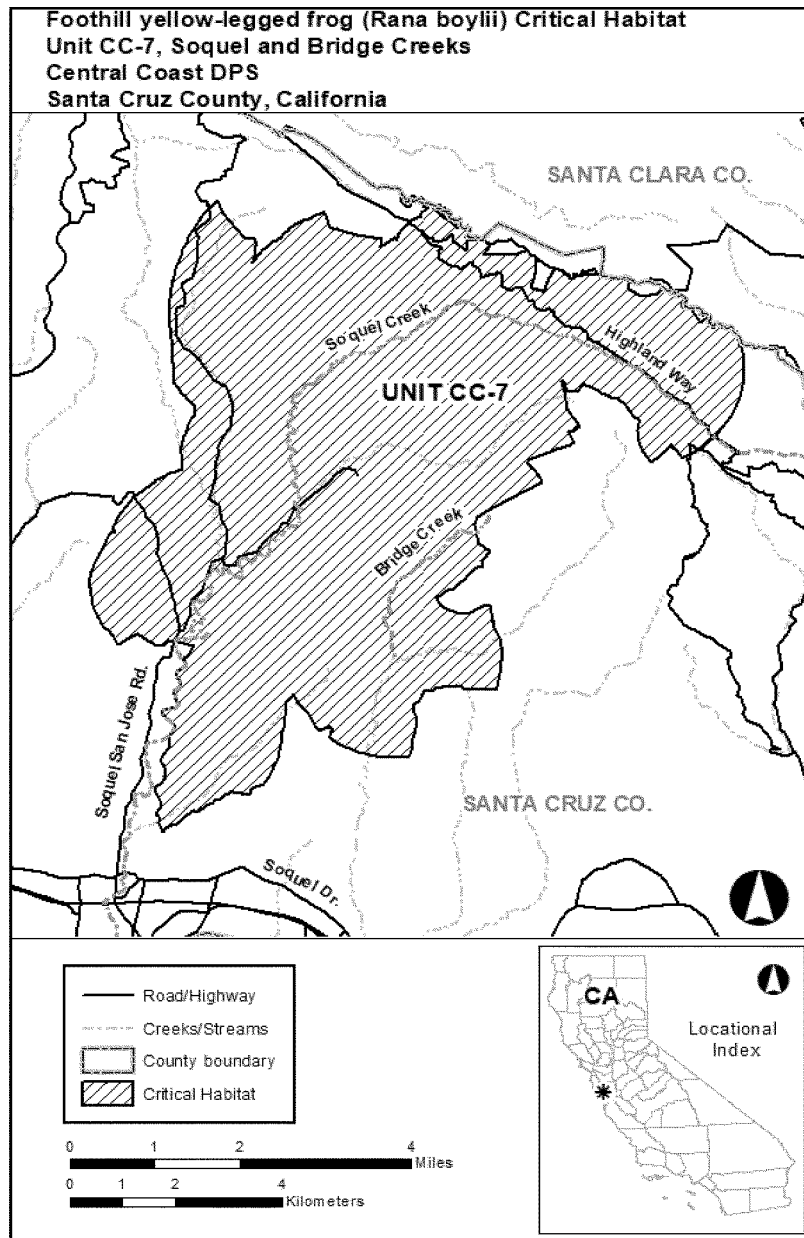 Foothill yellow-legged frog (Rana boylii) Critical Habitat
Unit CC-7, Soquel and Bridge Creeks
Central Coast DPS
Santa Cruz County, California
SANTA CLARA CO.
Soquel Creek
Highland Way
UNIT CC-7
Bridge Creek
Soquel San Jose Rd.
SANTA CRUZ CO.
Soquel Dr.
Road/Highway
Creeks/Streams
County boundary
Critical Habitat
0 1 2 4
Miles
0 1 2 4
Kilometers
CA
Locational
Index